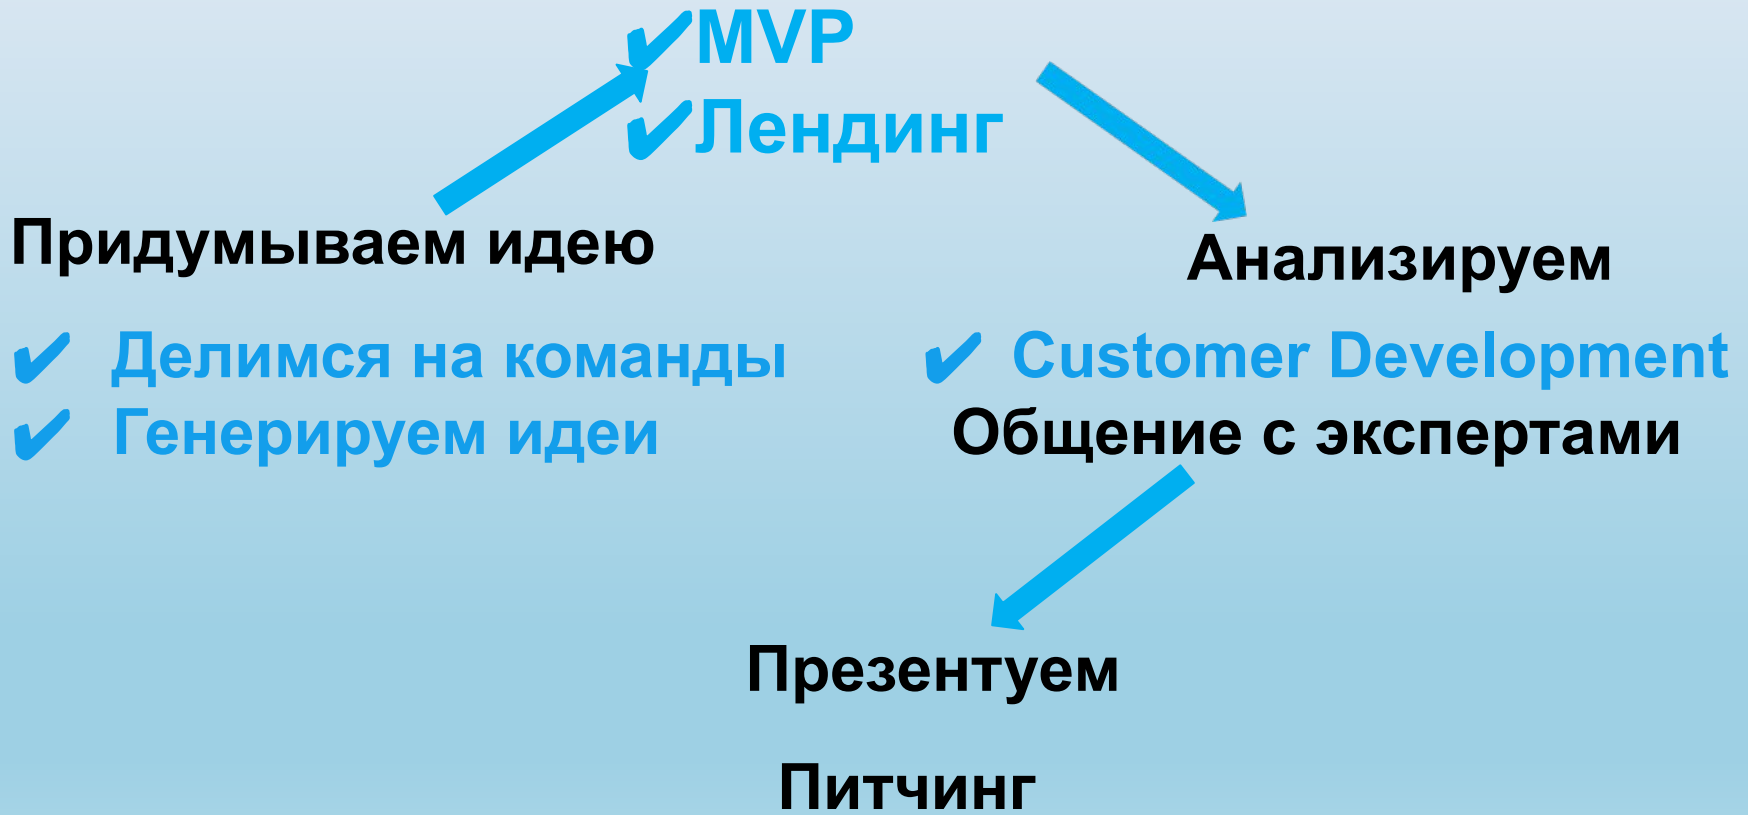 ✔MVP
✔Лендинг
Придумываем идею
✔ Делимся на команды
✔ Генерируем идеи
Анализируем
✔ Customer Development
Общение с экспертами
Презентуем
Питчинг